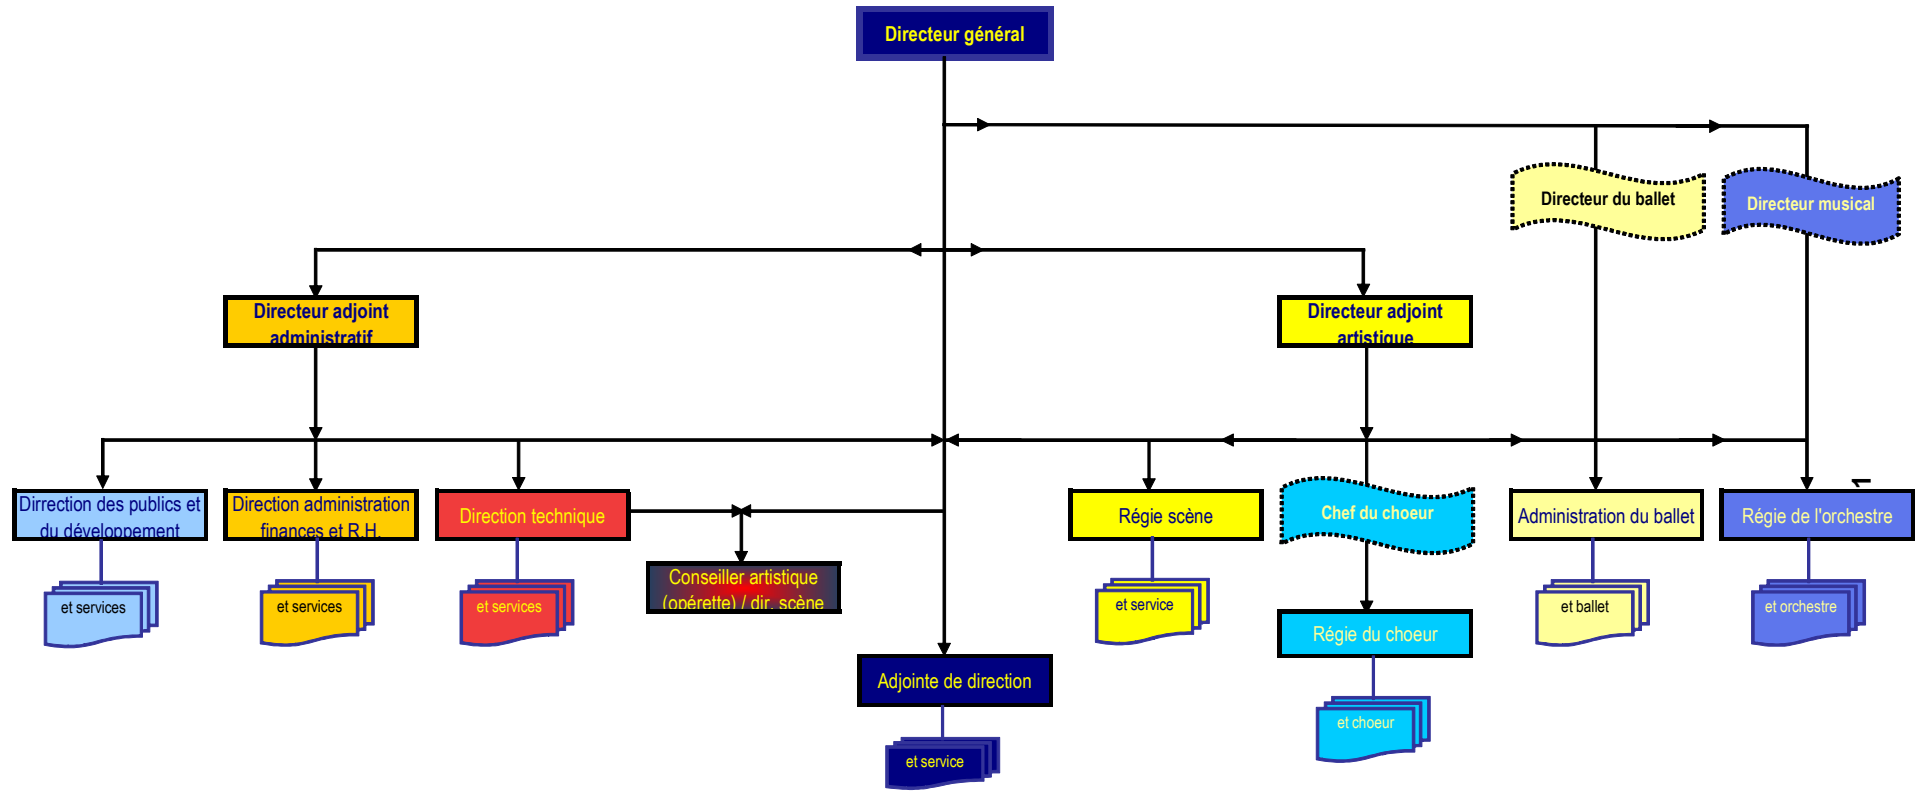 Directeur général
Directeur du ballet
Directeur musical
Directeur adjoint
administratif
Directeur adjoint
artistique
Dirrection des publics et
du développement
Direction administration
finances et R.H.
Direction technique
Régie scène
Chef du choeur
Administration du ballet
Régie de l'orchestre
1
Conseiller artistique
(opérette) / dir. scène
et services
et services
et services
et service
et ballet
et orchestre
Régie du choeur
Adjointe de direction
et choeur
et service